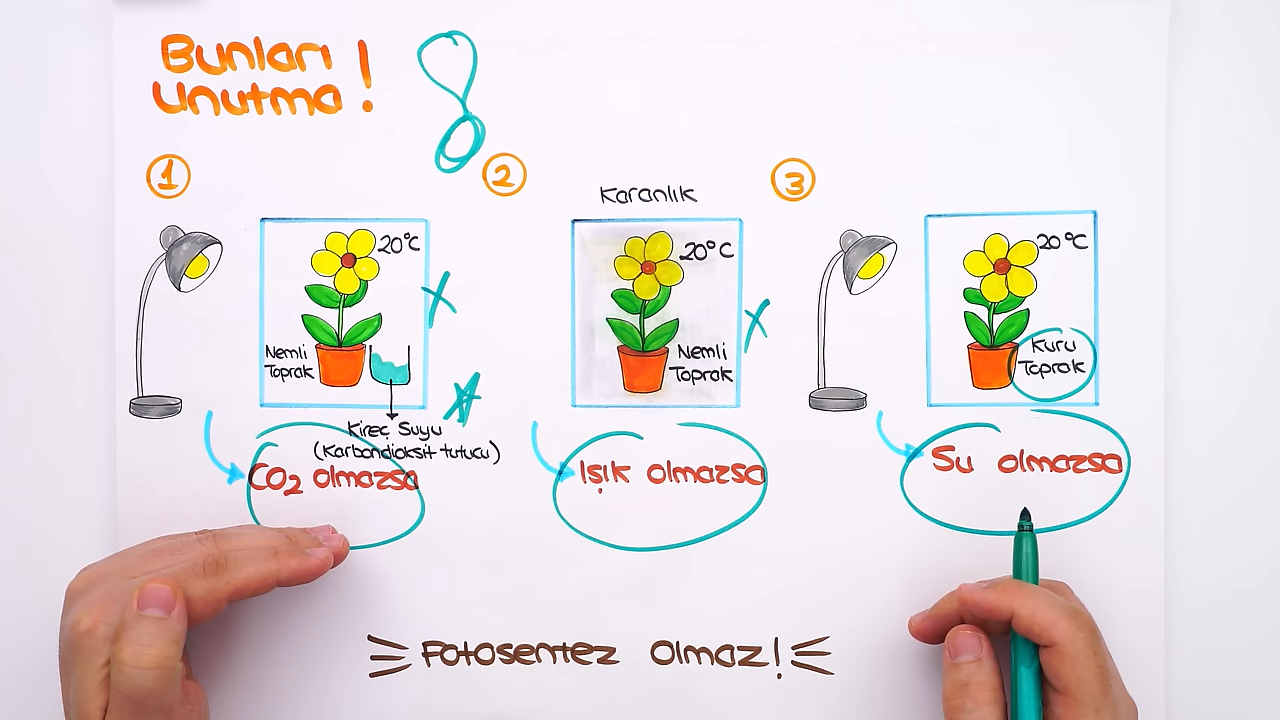 Bunları
Unutma!
1
20°C
Nemli
Toprak
Kireç Suyu
(Karbondioksit tutucu)
CO2 olmazsa
2
Karanlık
20°C
Nemli
Toprak
Işık olmazsa
3
20°C
Kuru
Toprak
Su olmazsa
Fotosentez Olmaz!